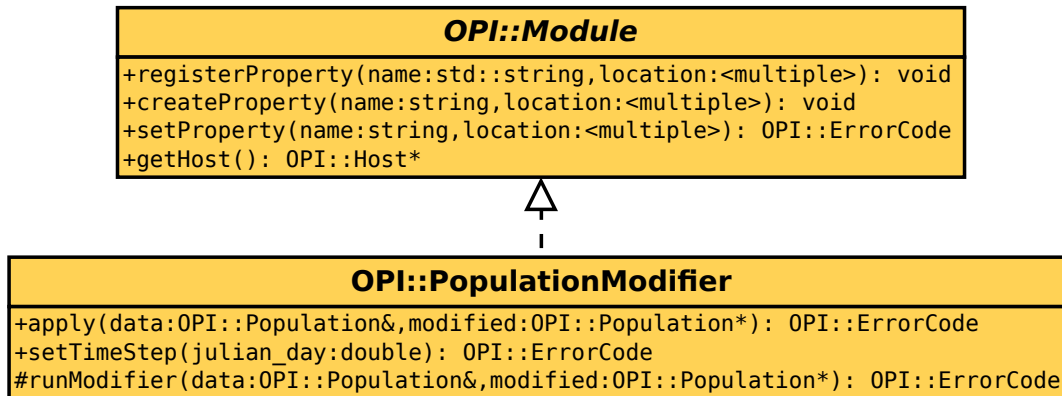 OPI::Module
+registerProperty(name:std::string,location:<multiple>): void
+createProperty(name:string,location:<multiple>): void
+setProperty(name:string,location:<multiple>): OPI::ErrorCode
+getHost(): OPI::Host*
OPI::PopulationModifier
+apply(data:OPI::Population&,modified:OPI::Population*): OPI::ErrorCode
+setTimeStep(julian_day:double): OPI::ErrorCode
#runModifier(data:OPI::Population&,modified:OPI::Population*): OPI::ErrorCode